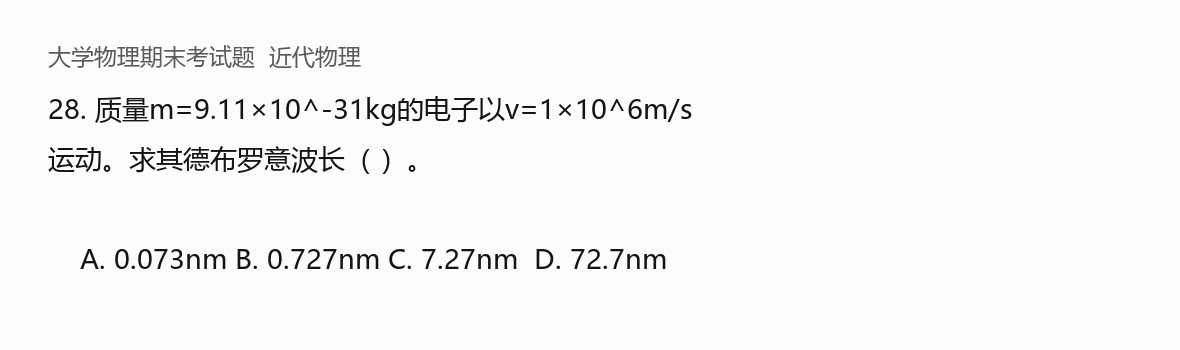 大学物理期末考试题 近代物理
28. 质量m=9.11×10^-31kg的电子以v=1×10^6m/s
运动。求其德布罗意波长（ ）。
A. 0.073nm B. 0.727nm C. 7.27nm D. 72.7nm